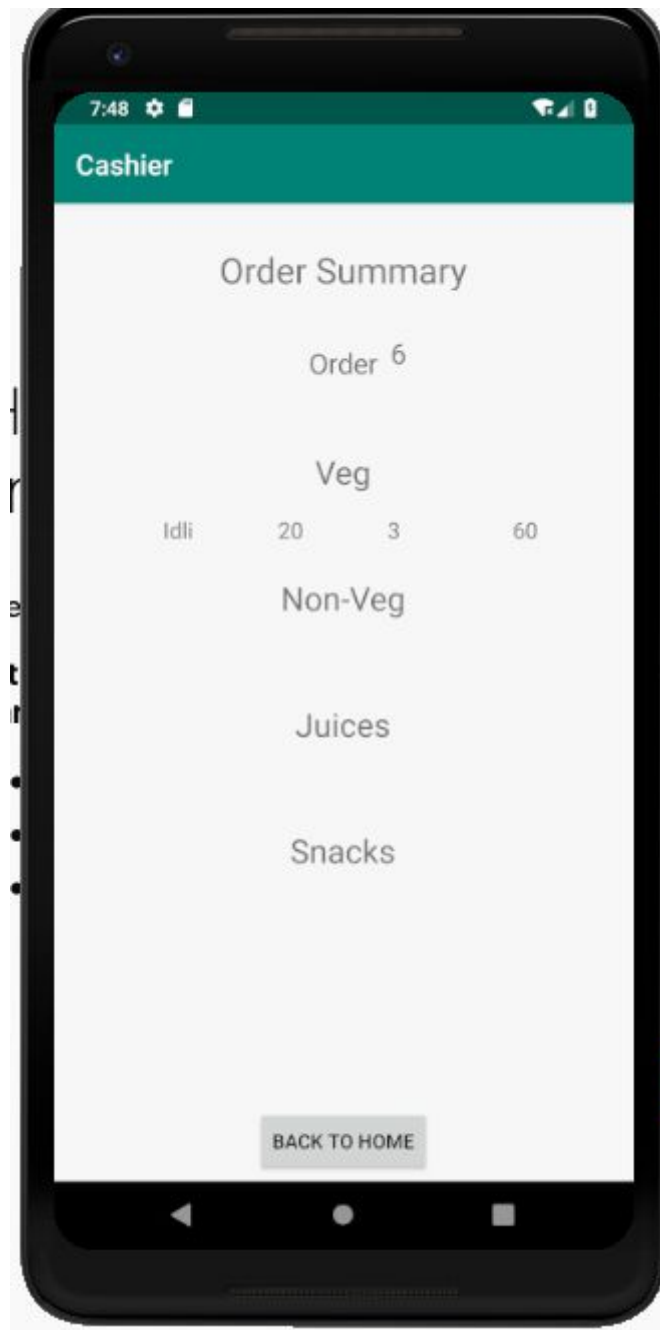 7:48
Cashier
Order Summary
Order 6
Veg
Idli 20 3 60
Non-Veg
Juices
Snacks
BACK TO HOME